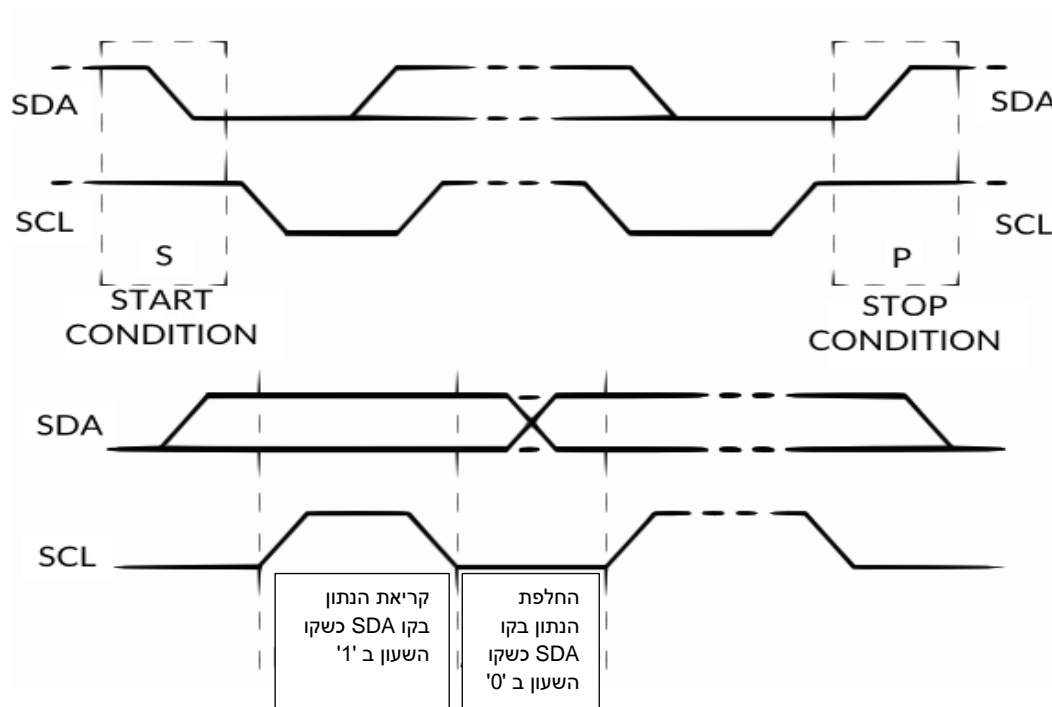 SDA
SDA
SCL
SCL
S
P
START
CONDITION
STOP
CONDITION
SDA
SCL
קריאת הנתון
בקו SDA כשקו
השעון ב '1'
החלפת
הנתון בקו
SDA כשקו
השעון ב '0'